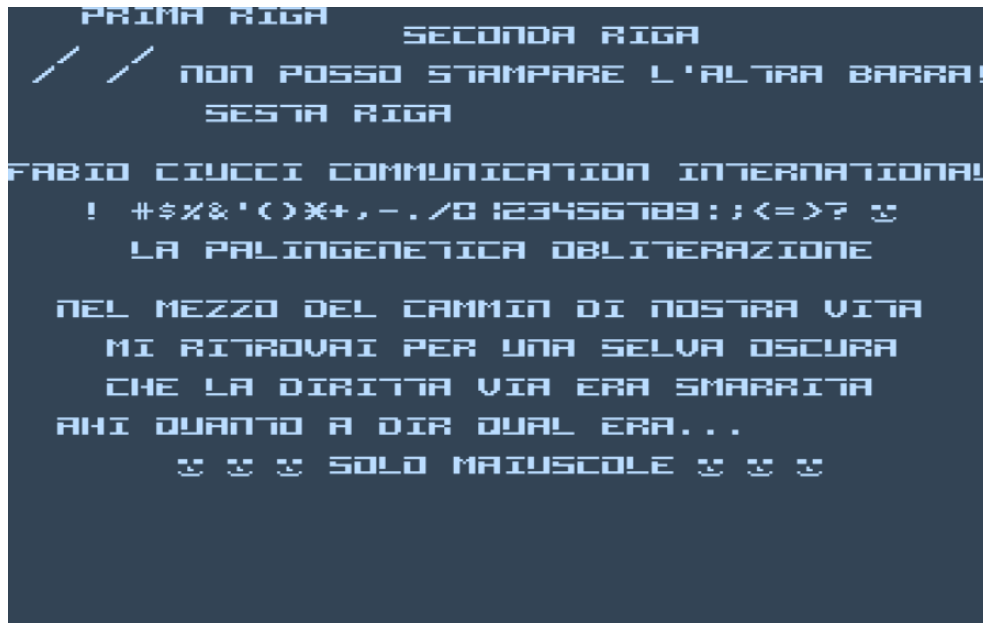 PRIMA RIGA
SECONDA RIGA
/ / NON POSSO STAMPARE L'ALTRA BARRA!
SESTA RIGA
FABIO CIUCCI COMMUNICATION INTERNATIONAL
! #$%&'()*+,-./0123456789:;<=>?
LA PALINGENETICA OBLITERAZIONE
NEL MEZZO DEL CAMMIN DI NOSTRA VITA
MI RITROVAI PER UNA SELVA OSCURA
CHE LA DIRITTA VIA ERA SMARRITA
AHI QUANTO A DIR QUAL ERA...
SOLO MAIUSCOLE